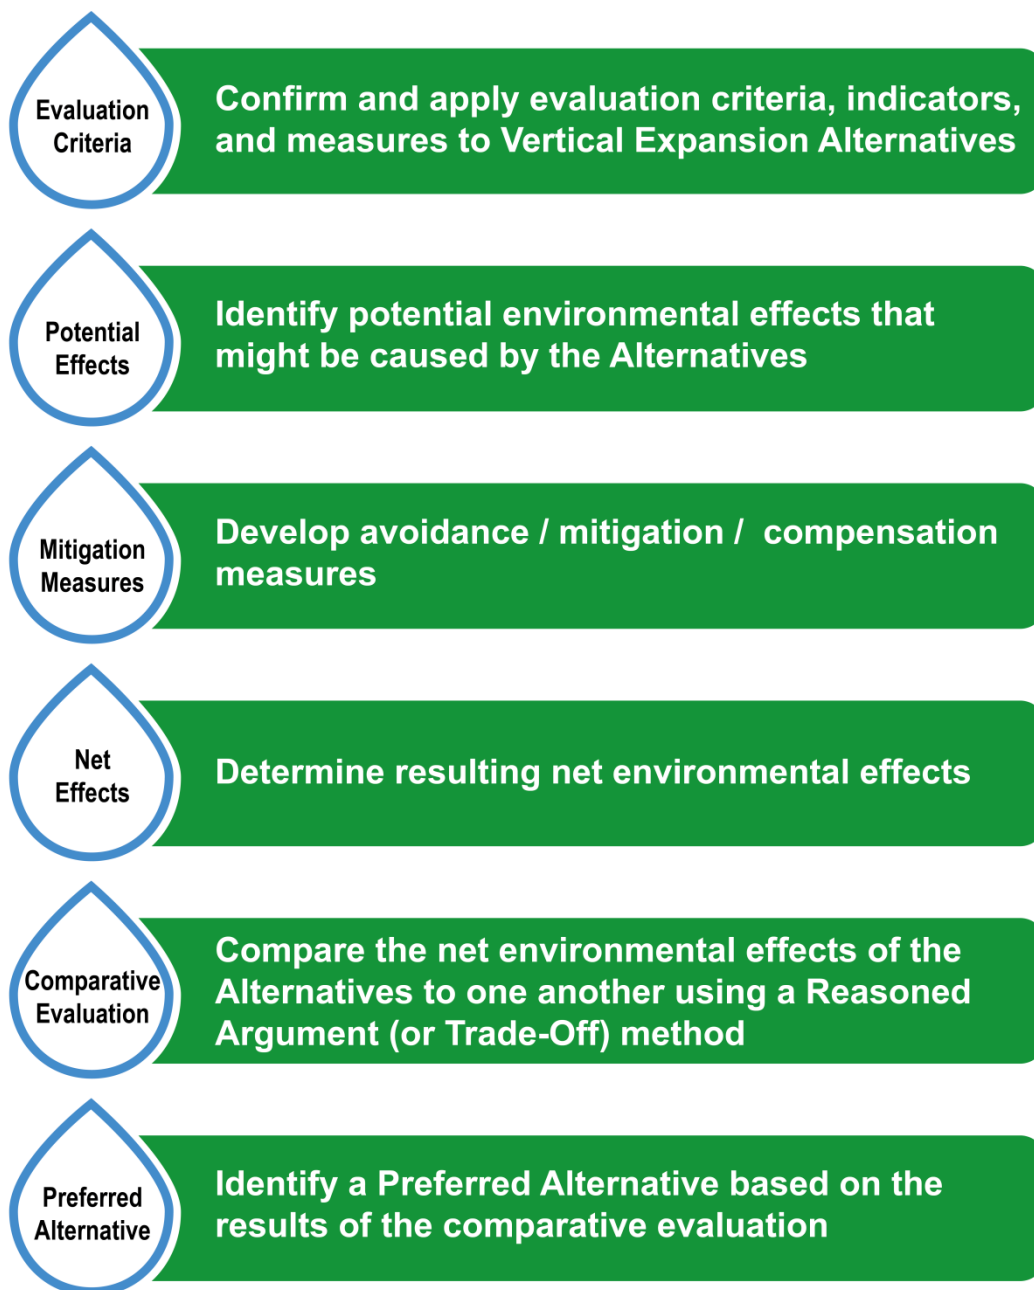 Evaluation
Criteria
Confirm and apply evaluation criteria, indicators,
and measures to Vertical Expansion Alternatives
Potential
Effects
Identify potential environmental effects that
might be caused by the Alternatives
Mitigation
Measures
Develop avoidance / mitigation /  compensation
measures
Net
Effects
Determine resulting net environmental effects
Comparative
Evaluation
Compare the net environmental effects of the
Alternatives to one another using a Reasoned
Argument (or Trade-Off) method
Preferred
Alternative
Identify a Preferred Alternative based on the
results of the comparative evaluation